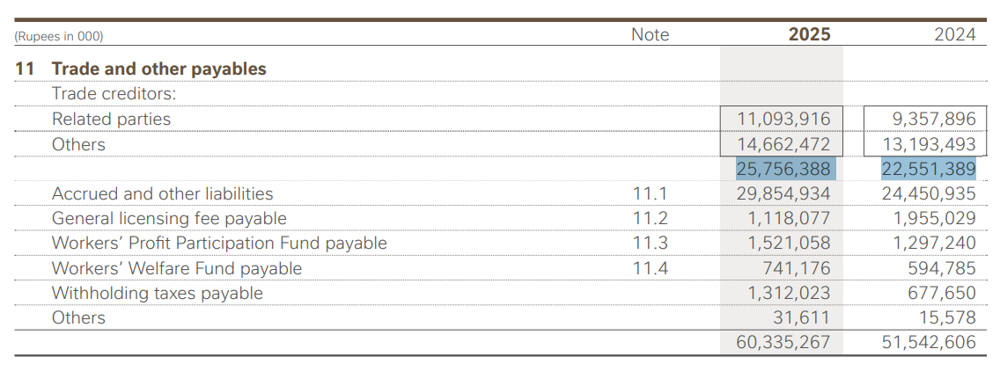 (Rupees in 000) Note 2025 2024
11 Trade and other payables
Trade creditors:
Related parties 11,093,916 9,357,896
Others 14,662,472 13,193,493
25,756,388 22,551,389
Accrued and other liabilities 11.1 29,854,934 24,450,935
General licensing fee payable 11.2 1,118,077 1,955,029
Workers’ Profit Participation Fund payable 11.3 1,521,058 1,297,240
Workers’ Welfare Fund payable 11.4 741,176 594,785
Withholding taxes payable 1,312,023 677,650
Others 31,611 15,578
60,335,267 51,542,606